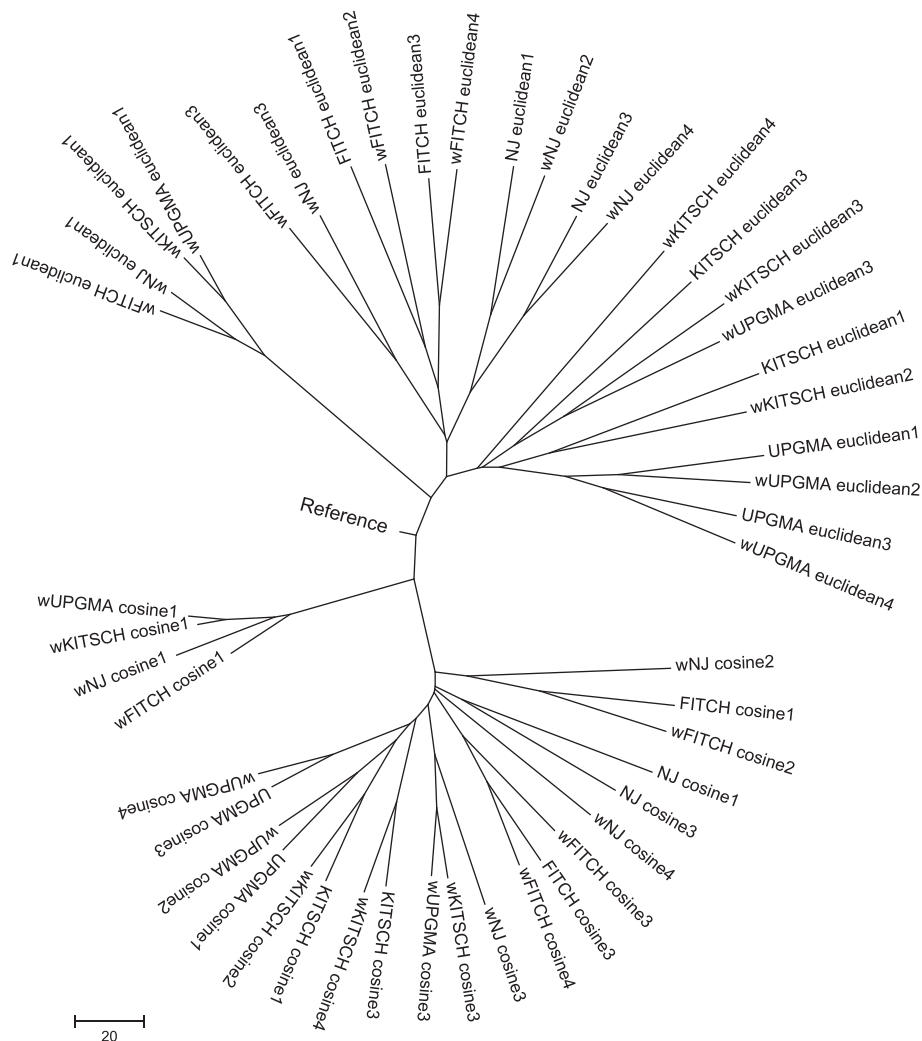 wFITCH euclidean1
wNJ euclidean1
wKITSCH euclidean1
wUPGMA euclidean1
wFITCH euclidean3
wNJ euclidean3
FITCH euclidean1
wFITCH euclidean2
FITCH euclidean3
wFITCH euclidean4
NJ euclidean1
wNJ euclidean2
NJ euclidean3
wNJ euclidean4
wKITSCH euclidean4
KITSCH euclidean3
wKITSCH euclidean3
wUPGMA euclidean3
KITSCH euclidean1
wKITSCH euclidean2
UPGMA euclidean1
wUPGMA euclidean2
UPGMA euclidean3
wUPGMA euclidean4
Reference
wUPGMA cosine1
wKITSCH cosine1
wNJ cosine1
wFITCH cosine1
wNJ cosine2
FITCH cosine1
wFITCH cosine2
NJ cosine1
NJ cosine3
wNJ cosine4
wFITCH cosine3
FITCH cosine3
wFITCH cosine4
wNJ cosine3
wKITSCH cosine3
wUPGMA cosine3
KITSCH cosine3
wKITSCH cosine4
KITSCH cosine1
wKITSCH cosine2
UPGMA cosine1
wUPGMA cosine2
UPGMA cosine3
wUPGMA cosine4
20